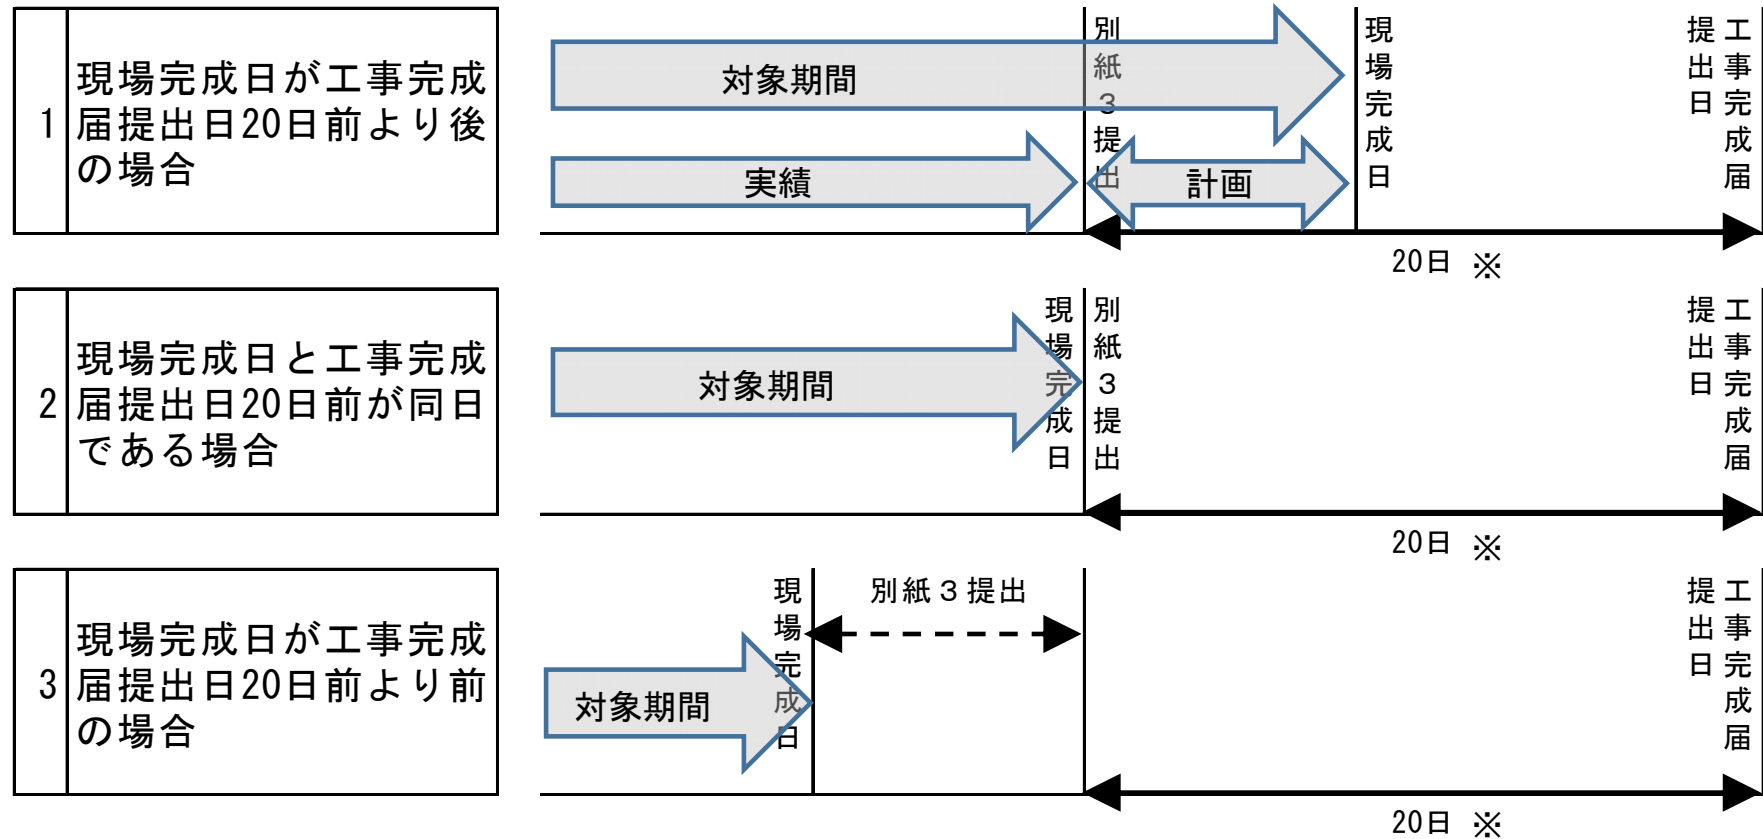 1
現場完成日が工事完成
届提出日20日前より後
の場合
対象期間
実績
計画
別紙３提出
現場完成日
工事完成届
提出日
20日 ※
2
現場完成日と工事完成
届提出日20日前が同日
である場合
対象期間
現場完成日
別紙３提出
工事完成届
提出日
20日 ※
3
現場完成日が工事完成
届提出日20日前より前
の場合
対象期間
現場完成日
別紙３提出
工事完成届
提出日
20日 ※